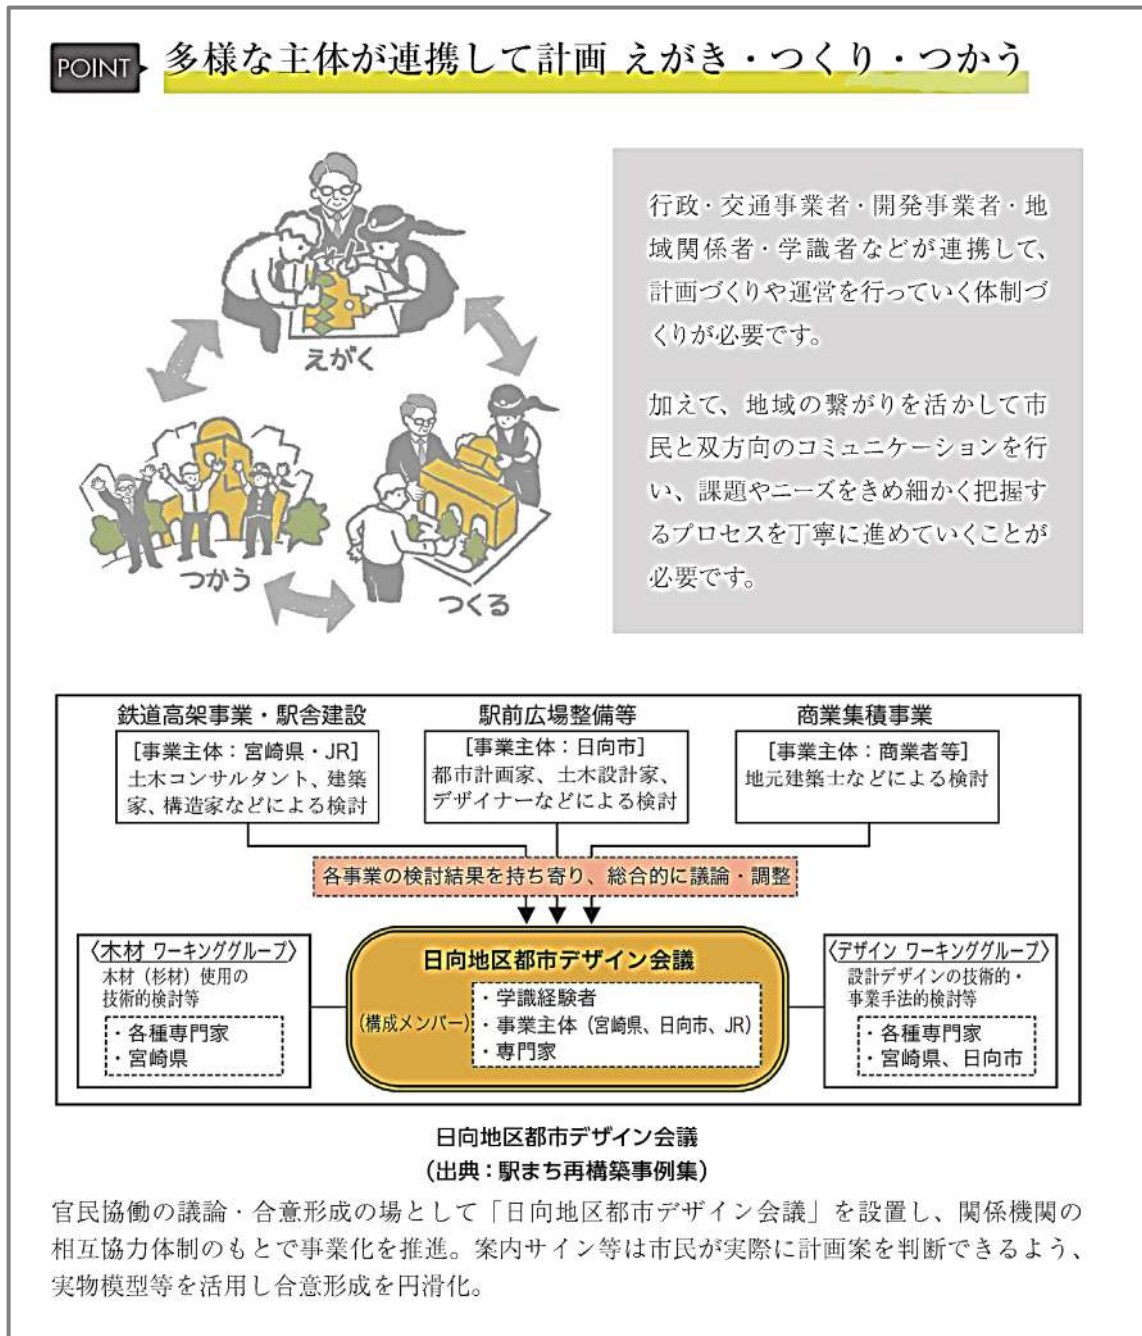 POINT 多様な主体が連携して計画 えがき・つくり・つかう
えがく
つかう
つくる
行政・交通事業者・開発事業者・地
域関係者・学識者などが連携して、
計画づくりや運営を行っていく体制づ
くりが必要です。
加えて、地域の繋がりを活かして市
民と双方向のコミュニケーションを行
い、課題やニーズをきめ細かく把握す
るプロセスを丁寧に進めていくことが
必要です。
鉄道高架事業・駅舎建設
[事業主体：宮崎県・JR]
土木コンサルタント、建築
家、構造家などによる検討
駅前広場整備等
[事業主体：日向市]
都市計画家、土木設計家、
デザイナーなどによる検討
商業集積事業
[事業主体：商業者等]
地元建築士などによる検討
各事業の検討結果を持ち寄り、総合的に議論・調整
〈木材 ワーキンググループ〉
木材（杉材）使用の
技術的検討等
・各種専門家
・宮崎県
日向地区都市デザイン会議
(構成メンバー)
・学識経験者
・事業主体（宮崎県、日向市、JR）
・専門家
〈デザイン ワーキンググループ〉
設計デザインの技術的・
事業手法的検討等
・各種専門家
・宮崎県、日向市
日向地区都市デザイン会議
（出典：駅まち再構築事例集）
官民協働の議論・合意形成の場として「日向地区都市デザイン会議」を設置し、関係機関の
相互協力体制のもとで事業化を推進。案内サイン等は市民が実際に計画案を判断できるよう、
実物模型等を活用し合意形成を円滑化。